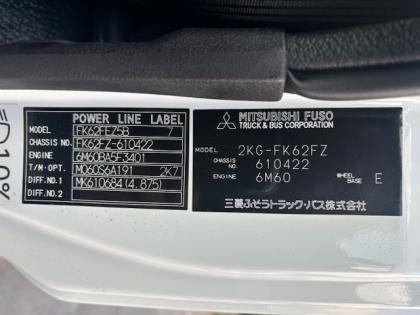 POWER LINE LABEL
MODEL FK62FEZ5B 7
CHASSIS NO. FK62FZ-610422
ENGINE 6M60BA5F3401
T/M-OPT. M060S6A191 2K7
DIFF.NO.1 MK610684(4.875)
DIFF.NO.2
MITSUBISHI FUSO
TRUCK & BUS CORPORATION
MODEL 2KG-FK62FZ
CHASSIS NO. 610422
ENGINE 6M60 WHEEL BASE E
三菱ふそうトラック・バス株式会社
10%